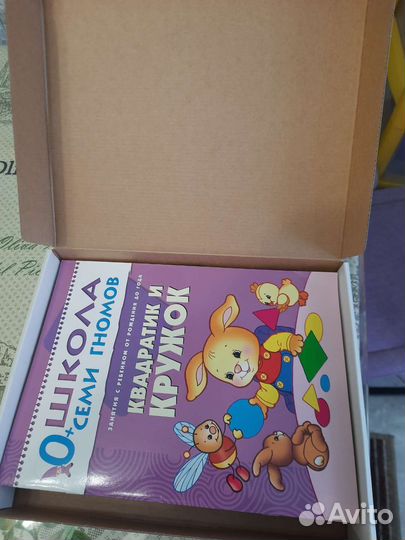 ШКОЛА
СЕМИ ГНОМОВ
0+
ЗАНЯТИЯ С РЕБЕНКОМ ОТ РОЖДЕНИЯ ДО ГОДА
КВАДРАТИК И
КРУЖОК
Avito